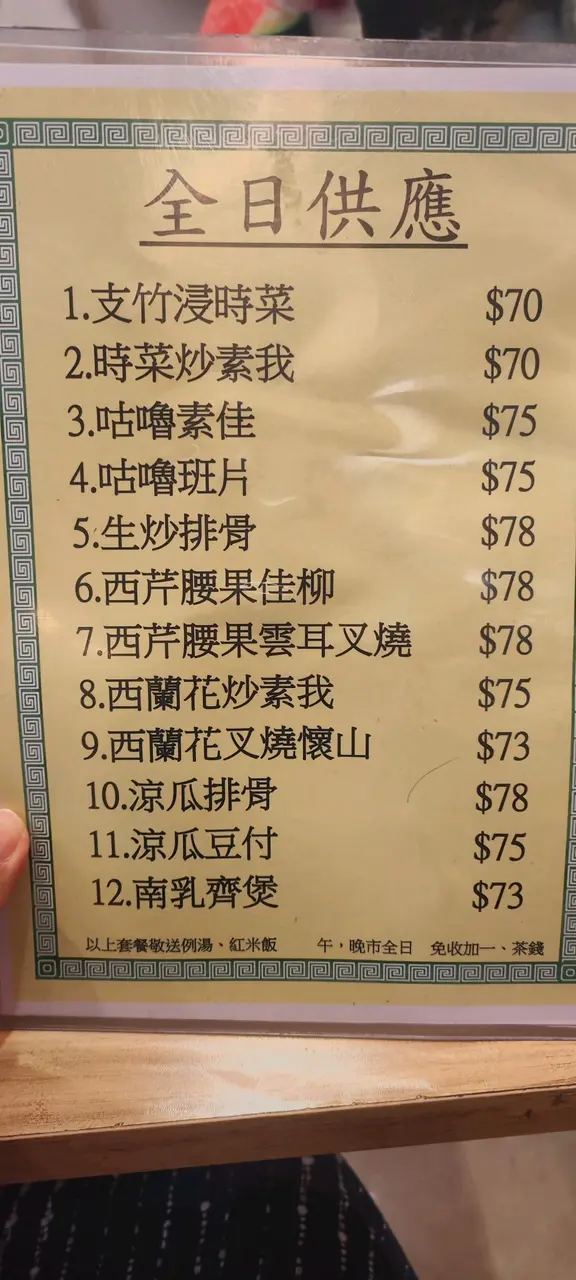 全日供應
1.支竹浸時菜 $70
2.時菜炒素我 $70
3.咕嚕素佳 $75
4.咕嚕班片 $75
5.生炒排骨 $78
6.西芹腰果佳柳 $78
7.西芹腰果雲耳叉燒 $78
8.西蘭花炒素我 $75
9.西蘭花叉燒懷山 $73
10.涼瓜排骨 $78
11.涼瓜豆付 $75
12.南乳齊煲 $73
以上套餐敬送例湯、紅米飯 午，晚市全日 免收加一、茶錢